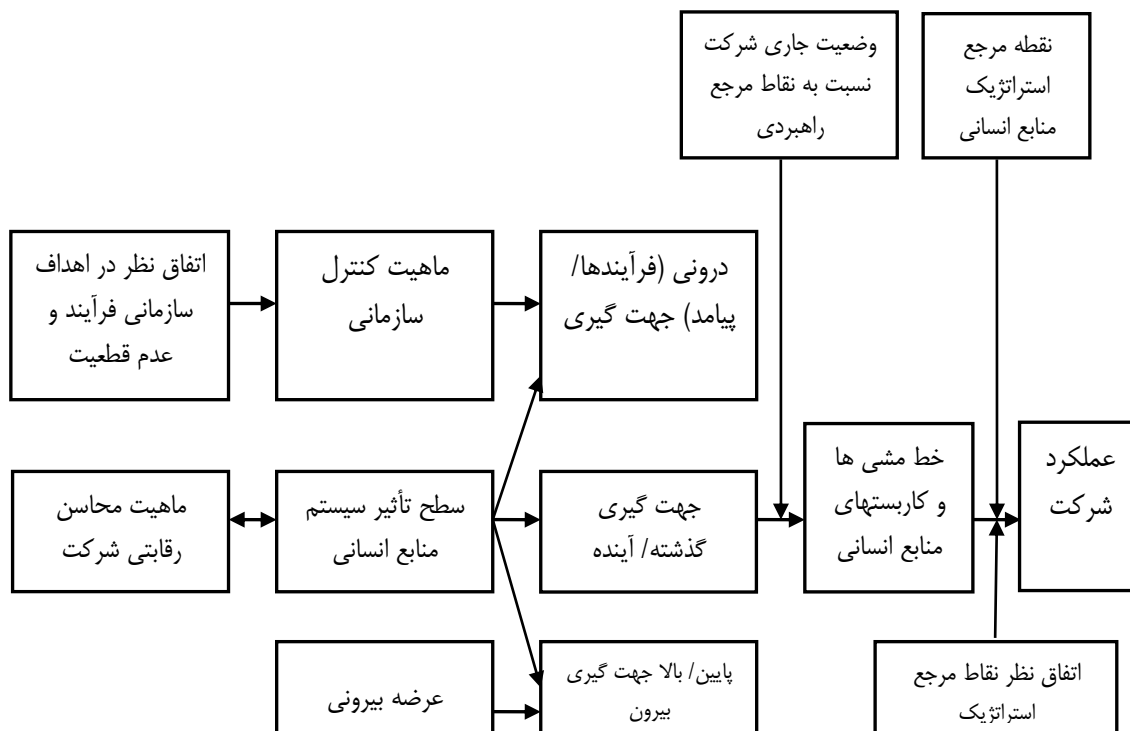 وضعیت جاری شرکت
نسبت به نقاط مرجع
راهبردی
نقطه مرجع
استراتژیک
منابع انسانی
اتفاق نظر در اهداف
سازمانی فرآیند و
عدم قطعیت
ماهیت کنترل
سازمانی
درونی (فرآیندها/
پیامد) جهت گیری
ماهیت محاسن
رقابتی شرکت
سطح تأثیر سیستم
منابع انسانی
جهت گیری
گذشته/ آینده
خط مشی ها
و کاربستهای
منابع انسانی
عملکرد
شرکت
عرضه بیرونی
پایین/ بالا جهت گیری
بیرون
اتفاق نظر نقاط مرجع
استراتژیک